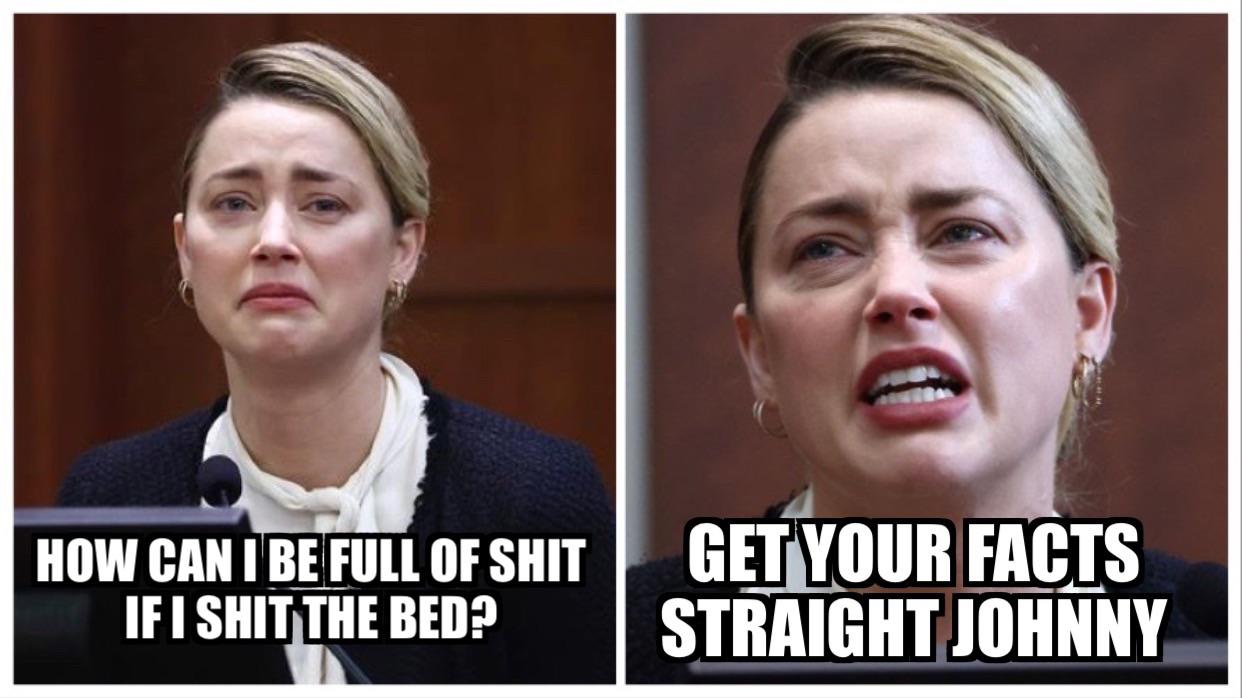 HOW CAN I BE FULL OF SHIT
IF I SHIT THE BED?
GET YOUR FACTS
STRAIGHT JOHNNY